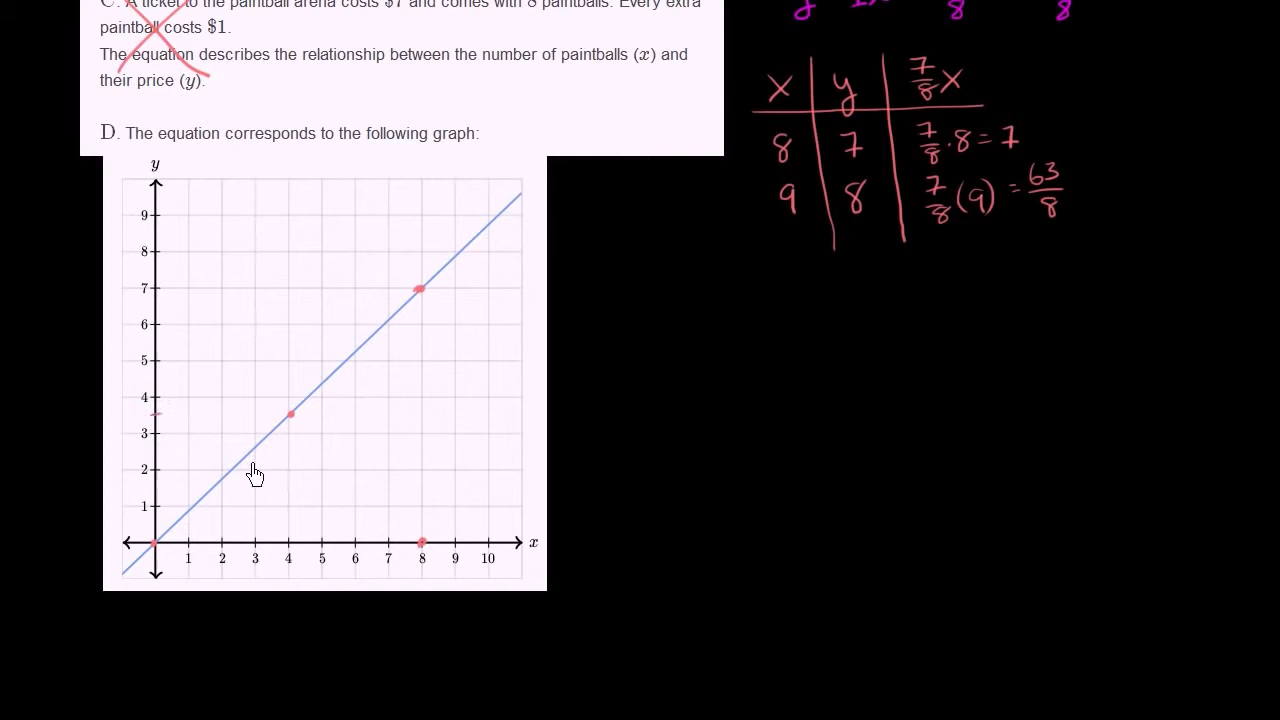 C. A ticket to the paintball arena costs $7 and comes with 8 paintballs. Every extra
paintball costs $1.
The equation describes the relationship between the number of paintballs (x) and
their price (y).
D. The equation corresponds to the following graph:
y
9
8
7
6
5
4
3
2
1
1 2 3 4 5 6 7 8 9 10 x
8 8
x y 7/8 x
8 7 7/8 · 8 = 7
9 8 7/8 (9) = 63/8